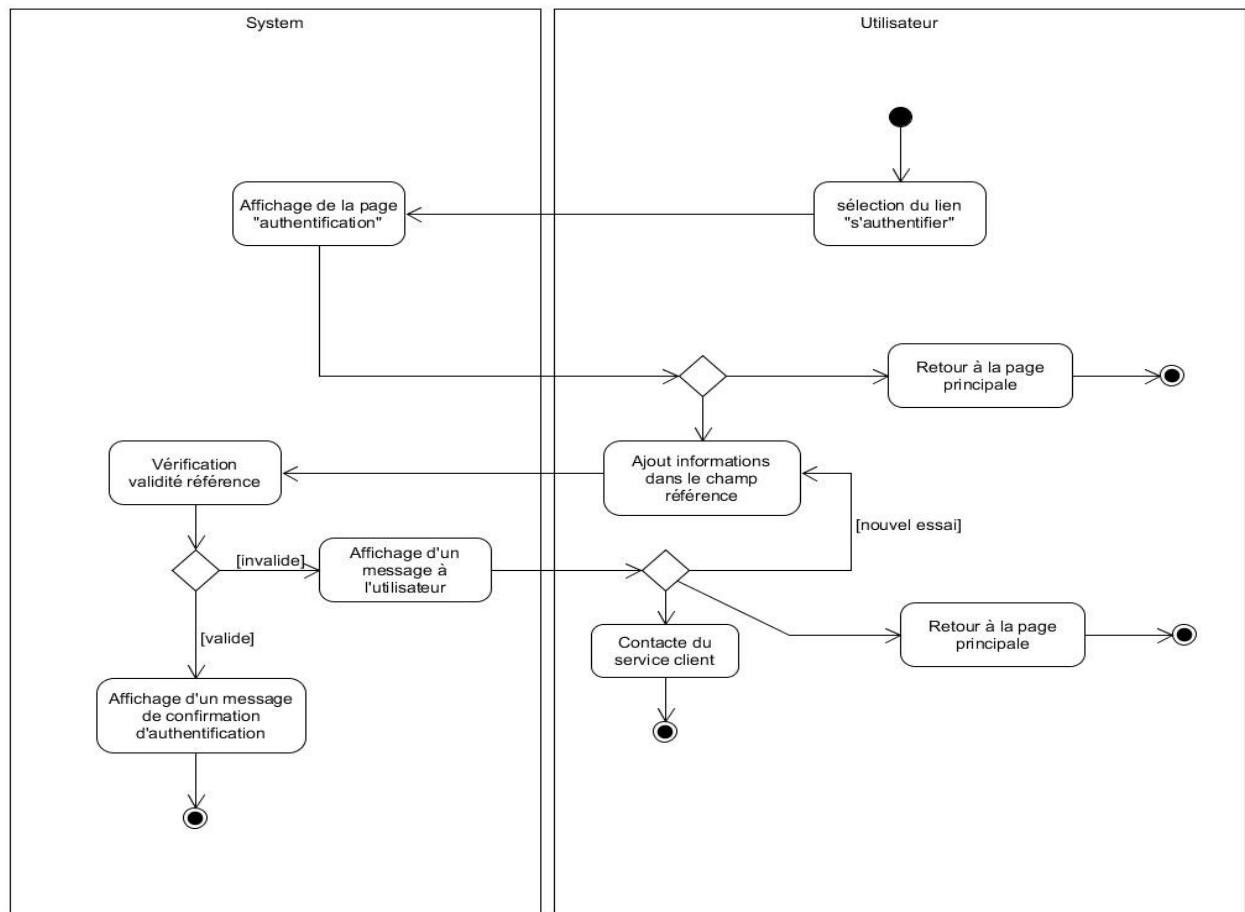 System
Utilisateur
Affichage de la page
"authentification"
sélection du lien
"s'authentifier"
Retour à la page
principale
Vérification
validité référence
Ajout informations
dans le champ
référence
[nouvel essai]
[invalide]
Affichage d'un
message à
l'utilisateur
[valide]
Contacte du
service client
Retour à la page
principale
Affichage d'un message
de confirmation
d'authentification